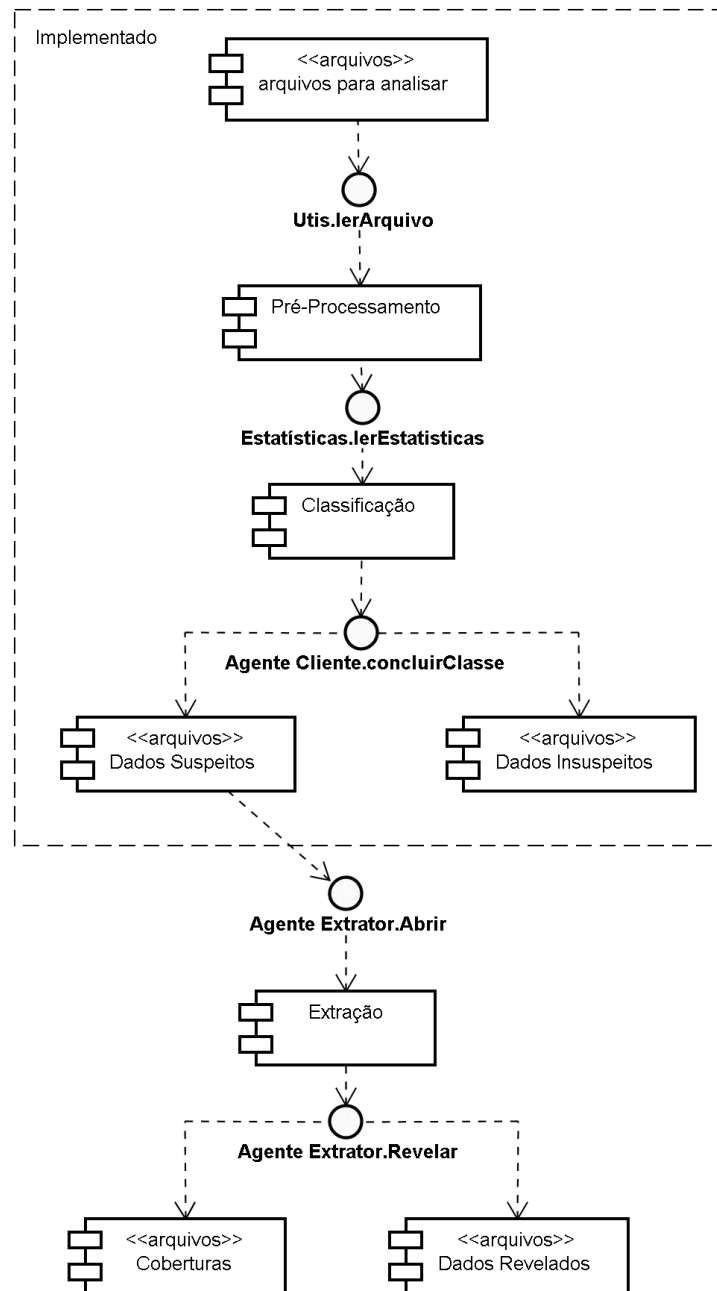 Implementado
<<arquivos>>
arquivos para analisar
Utis.lerArquivo
Pré-Processamento
Estatísticas.lerEstatisticas
Classificação
Agente Cliente.concluirClasse
<<arquivos>>
Dados Suspeitos
<<arquivos>>
Dados Insuspeitos
Agente Extrator.Abrir
Extração
Agente Extrator.Revelar
<<arquivos>>
Coberturas
<<arquivos>>
Dados Revelados